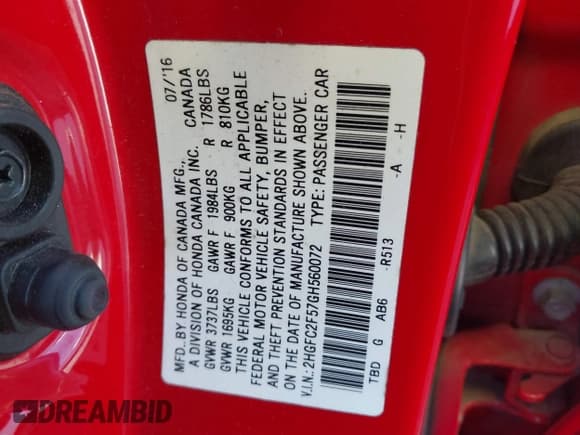 MFD. BY HONDA OF CANADA MFG., 07/'16
A DIVISION OF HONDA CANADA INC. CANADA
GVWR 3737LBS GAWR F 1984LBS R 1786LBS
GVWR 1695KG GAWR F 900KG R 810KG
THIS VEHICLE CONFORMS TO ALL APPLICABLE
FEDERAL MOTOR VEHICLE SAFETY, BUMPER,
AND THEFT PREVENTION STANDARDS IN EFFECT
ON THE DATE OF MANUFACTURE SHOWN ABOVE.
V.I.N.: 2HGFC2F57GH560072 TYPE: PASSENGER CAR
TBD G AB6 -R513 -A -H
DREAMBID